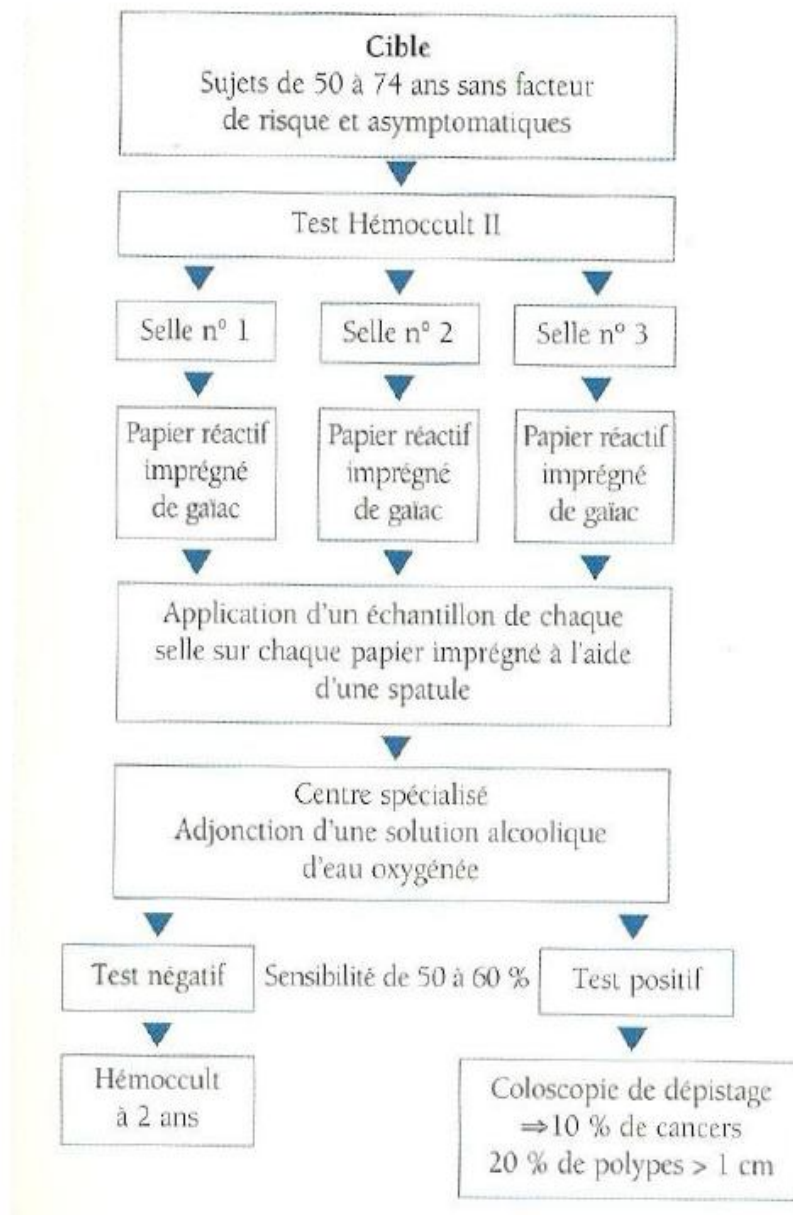 Cible
Sujets de 50 à 74 ans sans facteur
de risque et asymptomatiques
Test Hémoccult II
Selle nº 1
Selle nº 2
Selle nº 3
Papier réactif
imprégné
de gaïac
Papier réactif
imprégné
de gaïac
Papier réactif
imprégné
de gaïac
Application d'un échantillon de chaque
selle sur chaque papier imprégné à l'aide
d'une spatule
Centre spécialisé
Adjonction d'une solution alcoolique
d'eau oxygénée
Test négatif
Sensibilité de 50 à 60 %
Test positif
Hémoccult
à 2 ans
Coloscopie de dépistage
⇒10 % de cancers
20 % de polypes > 1 cm